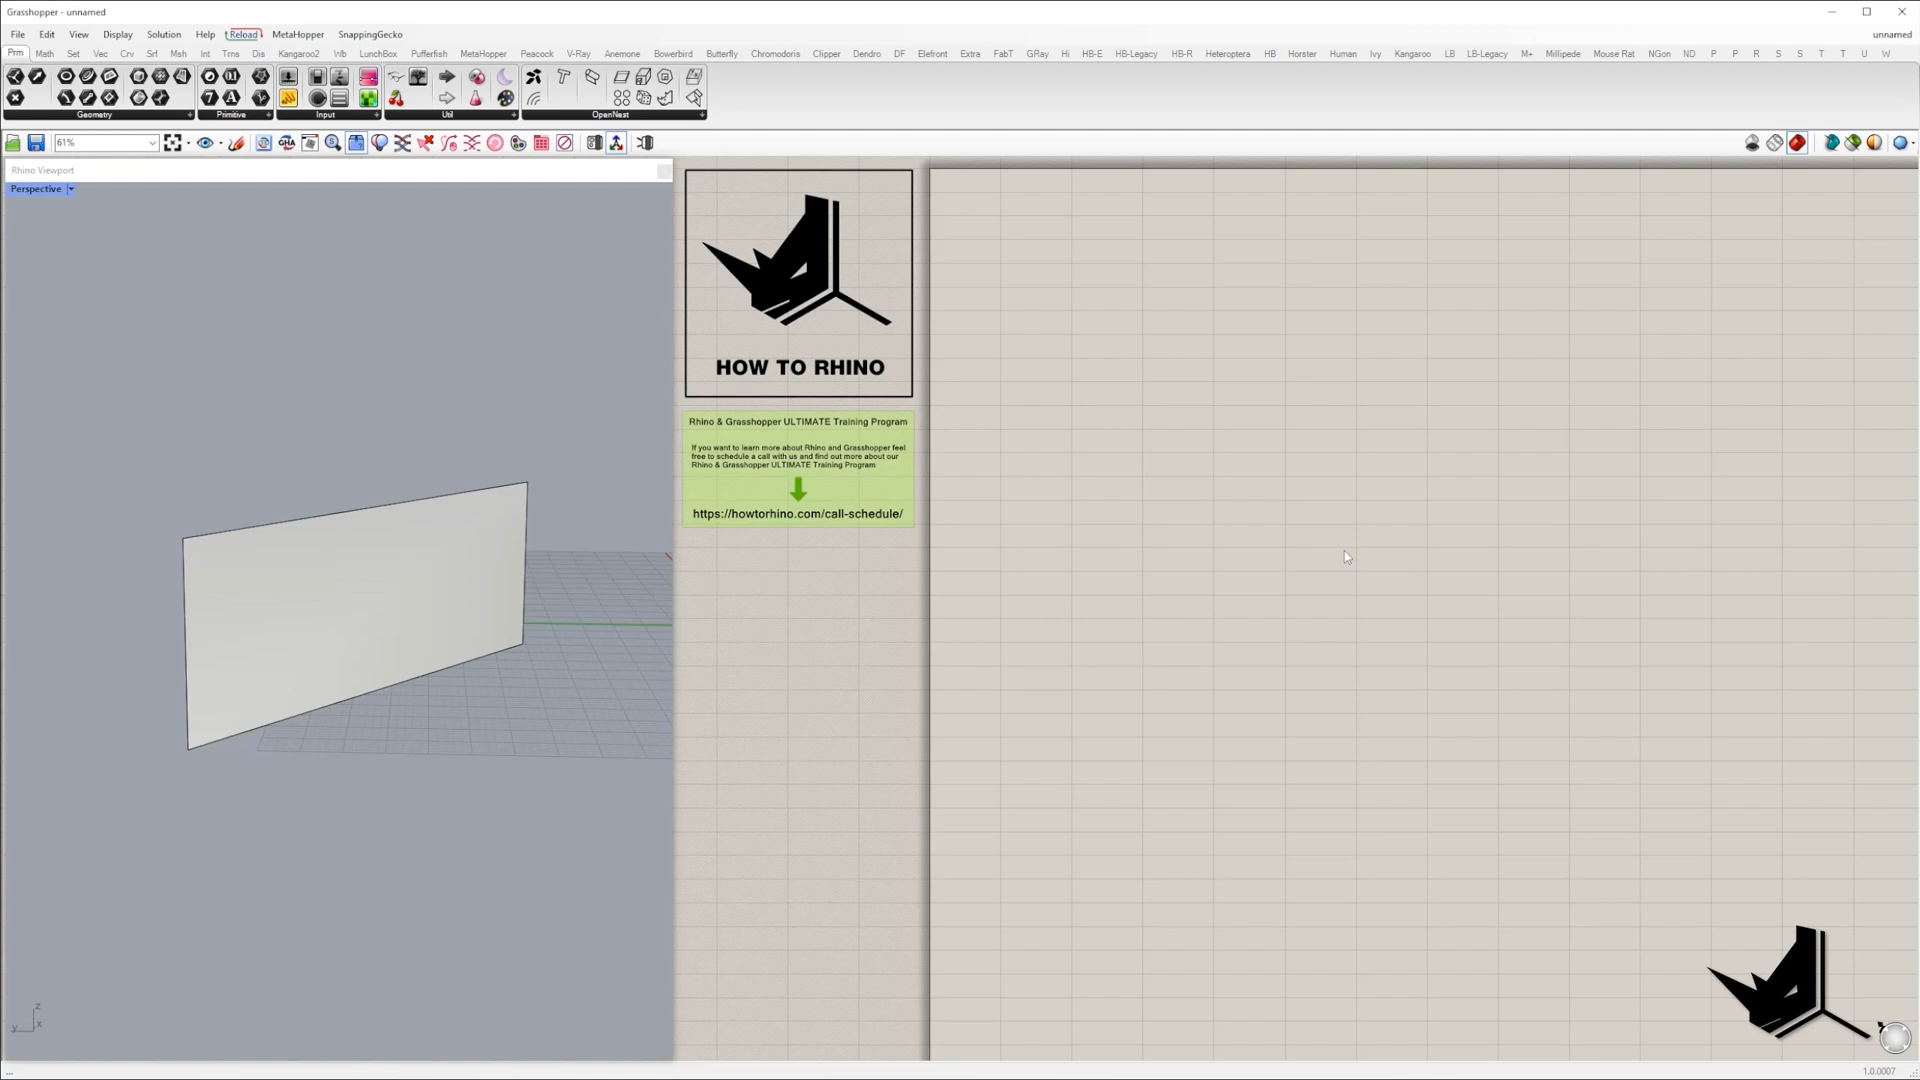 Grasshopper - unnamed
File Edit View Display Solution Help Reload MetaHopper SnappingGecko unnamed
Prm Math Set Vec Crv Srf Msh Int Trns Dis Kangaroo2 Wb LunchBox Pufferfish MetaHopper Peacock V-Ray Anemone Bowerbird Butterfly Chromodoris Clipper Dendro DF Elefront Extra FabT GRay Hi HB-E HB-Legacy HB-R Heteroptera HB Horster Human Ivy Kangaroo LB LB-Legacy M+ Millipede Mouse Rat NGon ND P P R S S T T U W
Geometry Primitive Input Util OpenNest
61% GHA
Rhino Viewport
Perspective
HOW TO RHINO
Rhino & Grasshopper ULTIMATE Training Program
If you want to learn more about Rhino and Grasshopper feel
free to schedule a call with us and find out more about our
Rhino & Grasshopper ULTIMATE Training Program
https://howtorhino.com/call-schedule/
z
y x
... 1.0.0007